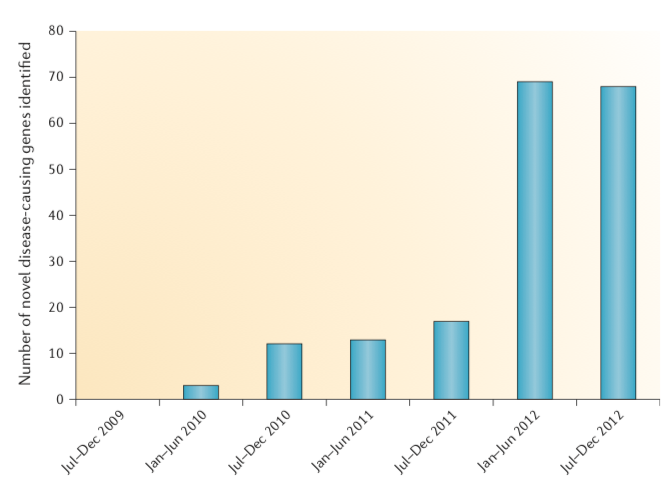 Number of novel disease-causing genes identified
80
70
60
50
40
30
20
10
0
Jul–Dec 2009
Jan–Jun 2010
Jul–Dec 2010
Jan–Jun 2011
Jul–Dec 2011
Jan–Jun 2012
Jul–Dec 2012